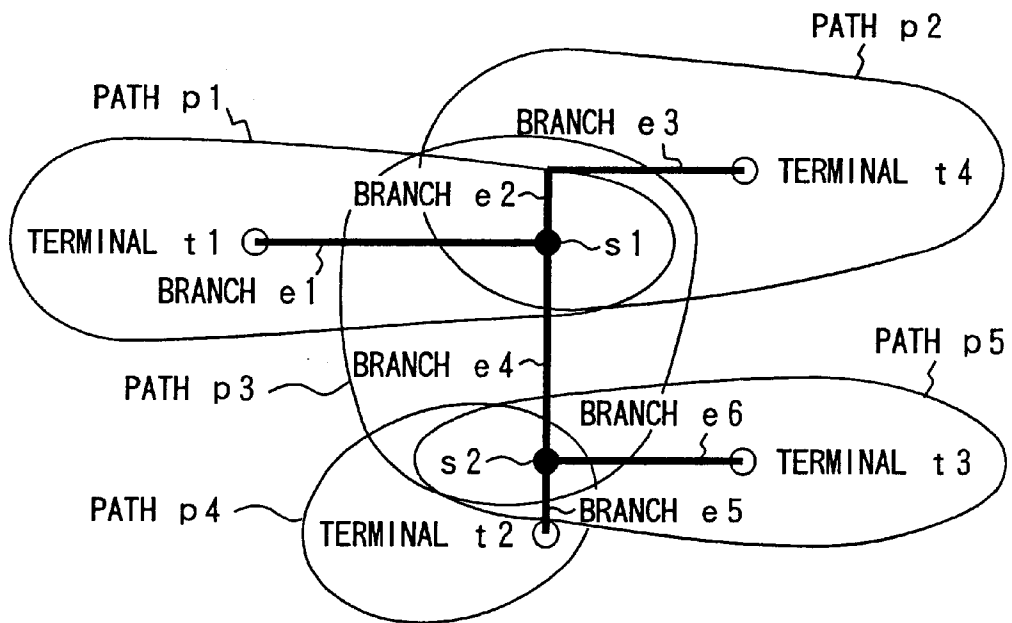 PATH p2
PATH p1
BRANCH e3
TERMINAL t4
BRANCH e2
TERMINAL t1
s1
BRANCH e1
PATH p5
BRANCH e4
PATH p3
BRANCH e6
s2
TERMINAL t3
PATH p4
BRANCH e5
TERMINAL t2